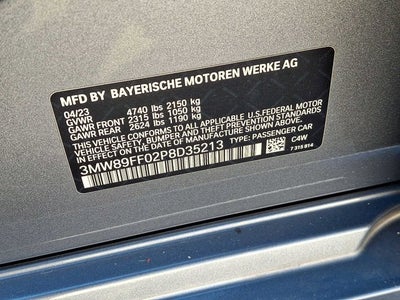 MFD BY BAYERISCHE MOTOREN WERKE AG
04/23
GVWR 4740 lbs 2150 kg
GAWR FRONT 2315 lbs 1050 kg
GAWR REAR 2624 lbs 1190 kg
THIS VEHICLE CONFORMS TO ALL APPLICABLE U.S. FEDERAL MOTOR
VEHICLE SAFETY, BUMPER, AND THEFT PREVENTION STANDARDS
IN EFFECT ON THE DATE OF MANUFACTURE SHOWN ABOVE.
3MW89FF02P8D35213 TYPE: PASSENGER CAR
C4W
7 315 814